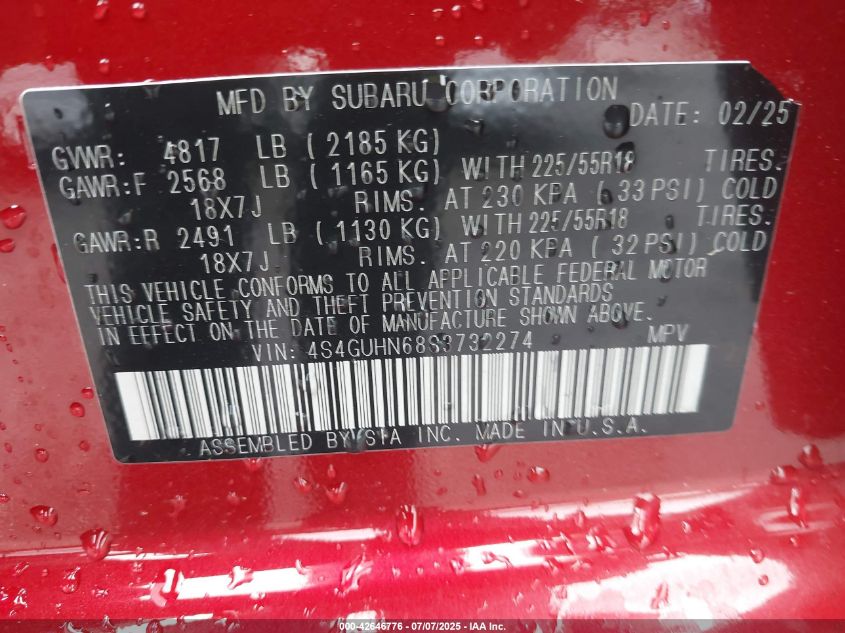 MFD BY SUBARU CORPORATION
DATE: 02/25
GVWR: 4817 LB (2185 KG)
GAWR:F 2568 LB (1165 KG) WITH 225/55R18 TIRES.
18X7J RIMS. AT 230 KPA (33 PSI) COLD
GAWR:R 2491 LB (1130 KG) WITH 225/55R18 TIRES.
18X7J RIMS. AT 220 KPA (32 PSI) COLD
THIS VEHICLE CONFORMS TO ALL APPLICABLE FEDERAL MOTOR
VEHICLE SAFETY AND THEFT PREVENTION STANDARDS
IN EFFECT ON THE DATE OF MANUFACTURE SHOWN ABOVE.
VIN: 4S4GUHN68S3732274 MPV
ASSEMBLED BY SIA INC. MADE IN U.S.A.
000-42646776 - 07/07/2025 - IAA Inc.